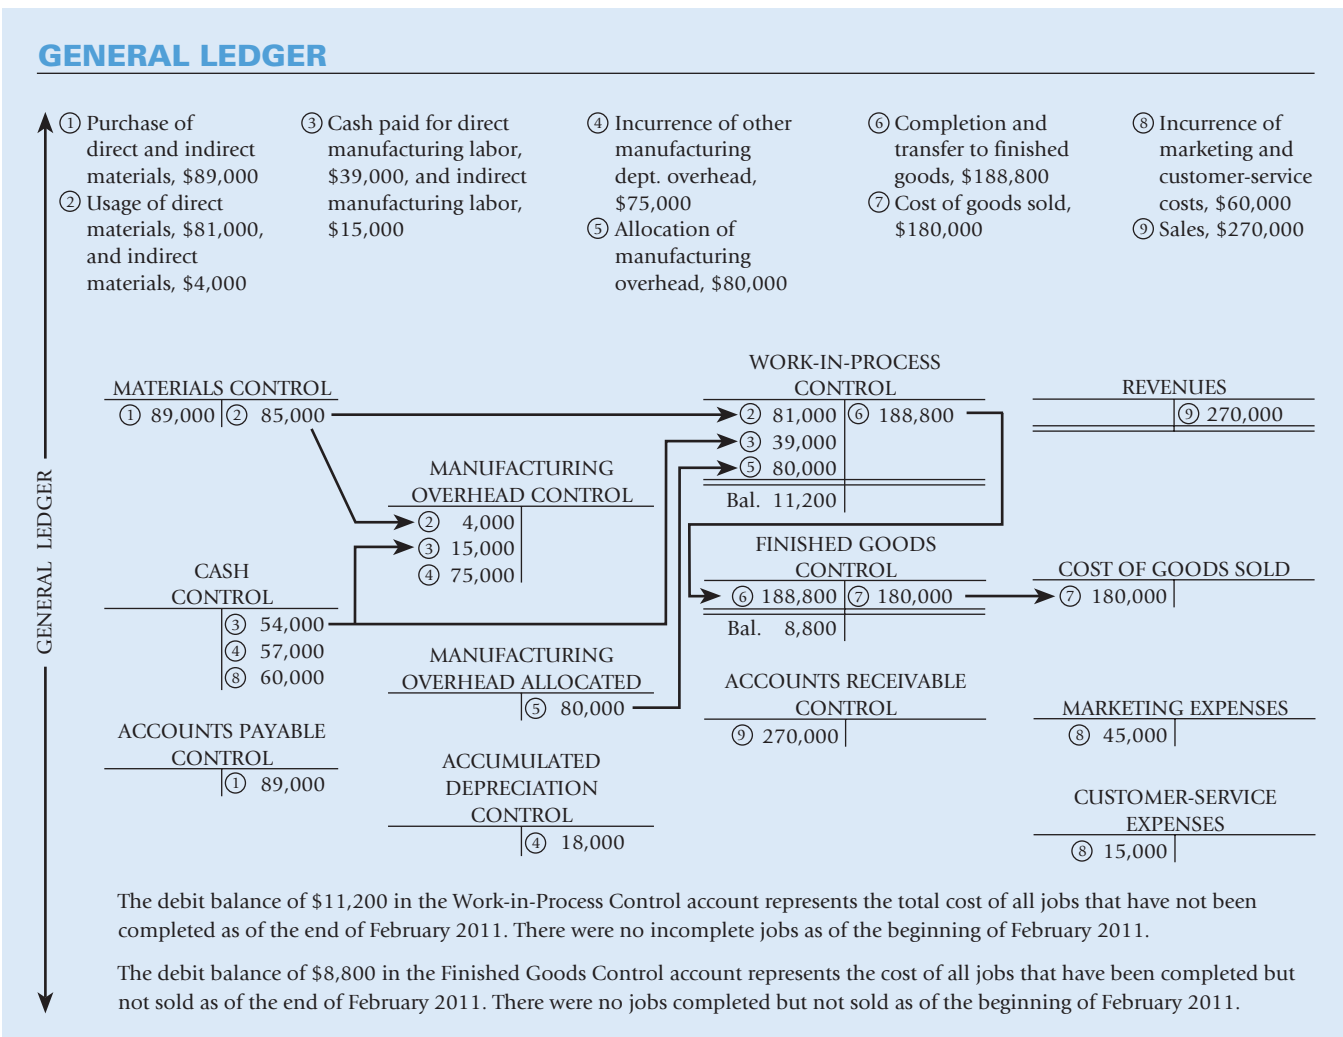 GENERAL LEDGER
① Purchase of
direct and indirect
materials, $89,000
② Usage of direct
materials, $81,000,
and indirect
materials, $4,000
③ Cash paid for direct
manufacturing labor,
$39,000, and indirect
manufacturing labor,
$15,000
④ Incurrence of other
manufacturing
dept. overhead,
$75,000
⑤ Allocation of
manufacturing
overhead, $80,000
⑥ Completion and
transfer to finished
goods, $188,800
⑦ Cost of goods sold,
$180,000
⑧ Incurrence of
marketing and
customer-service
costs, $60,000
⑨ Sales, $270,000
GENERAL LEDGER
MATERIALS CONTROL
① 89,000 ② 85,000
CASH
CONTROL
③ 54,000
④ 57,000
⑧ 60,000
ACCOUNTS PAYABLE
CONTROL
① 89,000
MANUFACTURING
OVERHEAD CONTROL
② 4,000
③ 15,000
④ 75,000
MANUFACTURING
OVERHEAD ALLOCATED
⑤ 80,000
ACCUMULATED
DEPRECIATION
CONTROL
④ 18,000
WORK-IN-PROCESS
CONTROL
② 81,000 ⑥ 188,800
③ 39,000
⑤ 80,000
Bal. 11,200
FINISHED GOODS
CONTROL
⑥ 188,800 ⑦ 180,000
Bal. 8,800
ACCOUNTS RECEIVABLE
CONTROL
⑨ 270,000
REVENUES
⑨ 270,000
COST OF GOODS SOLD
⑦ 180,000
MARKETING EXPENSES
⑧ 45,000
CUSTOMER-SERVICE
EXPENSES
⑧ 15,000
The debit balance of $11,200 in the Work-in-Process Control account represents the total cost of all jobs that have not been
completed as of the end of February 2011. There were no incomplete jobs as of the beginning of February 2011.
The debit balance of $8,800 in the Finished Goods Control account represents the cost of all jobs that have been completed but
not sold as of the end of February 2011. There were no jobs completed but not sold as of the beginning of February 2011.